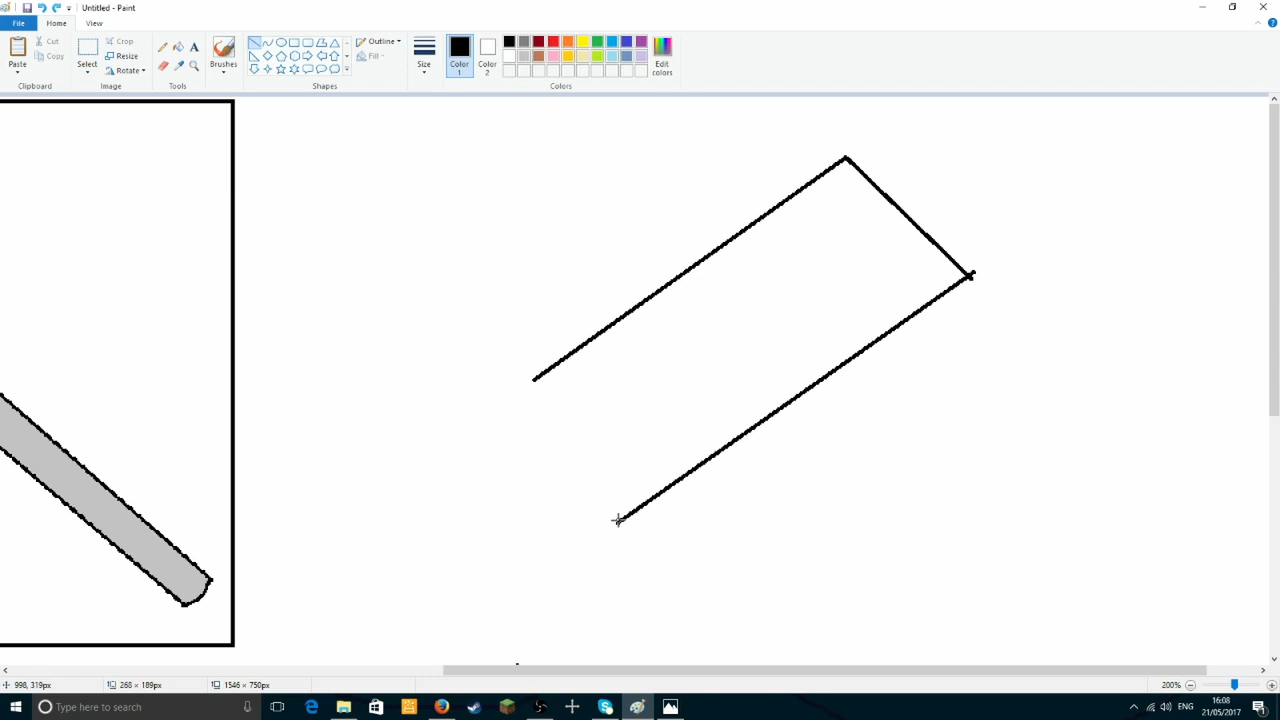 Untitled - Paint
File Home View
Paste
Cut
Copy
Select
Crop
Resize
Rotate
Brushes
Outline
Fill
Size
Color 1
Color 2
Edit colors
Clipboard Image Tools Shapes Colors
998, 319px 268 × 189px 1546 × 750px 200%
Type here to search
ENG
16:08
21/05/2017